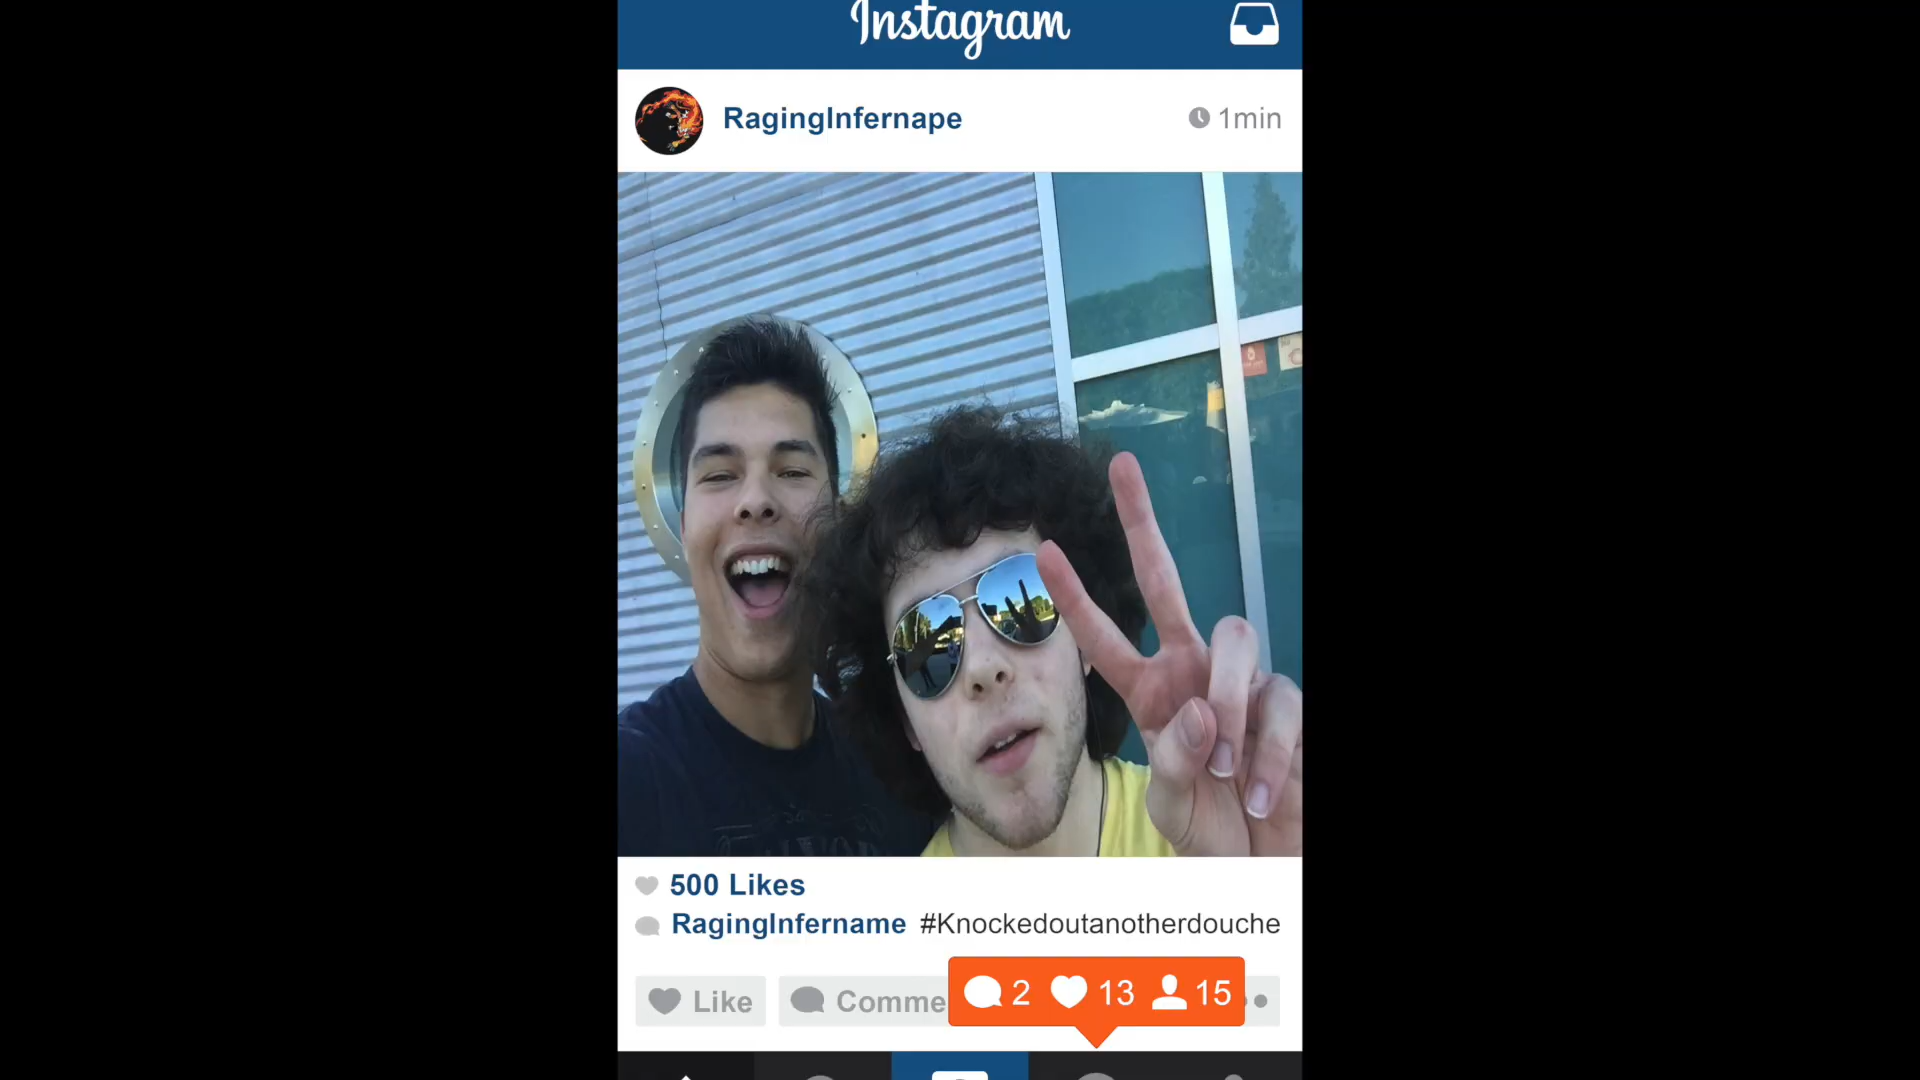 Instagram
RagingInfernape
1min
500 Likes
RagingInfername #Knockedoutanotherdouche
Like
Comme
2 13 15